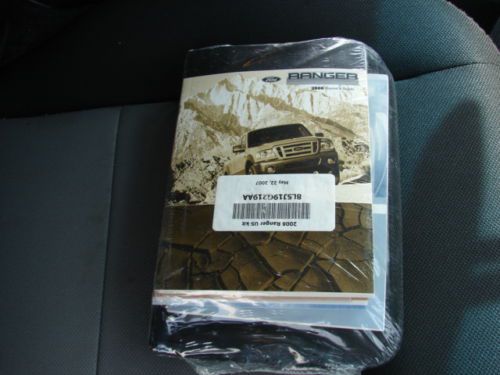 Ford
RANGER
2008 Owner's Guide
2008 Ranger US kit
8L5J19G219AA
May 22, 2007